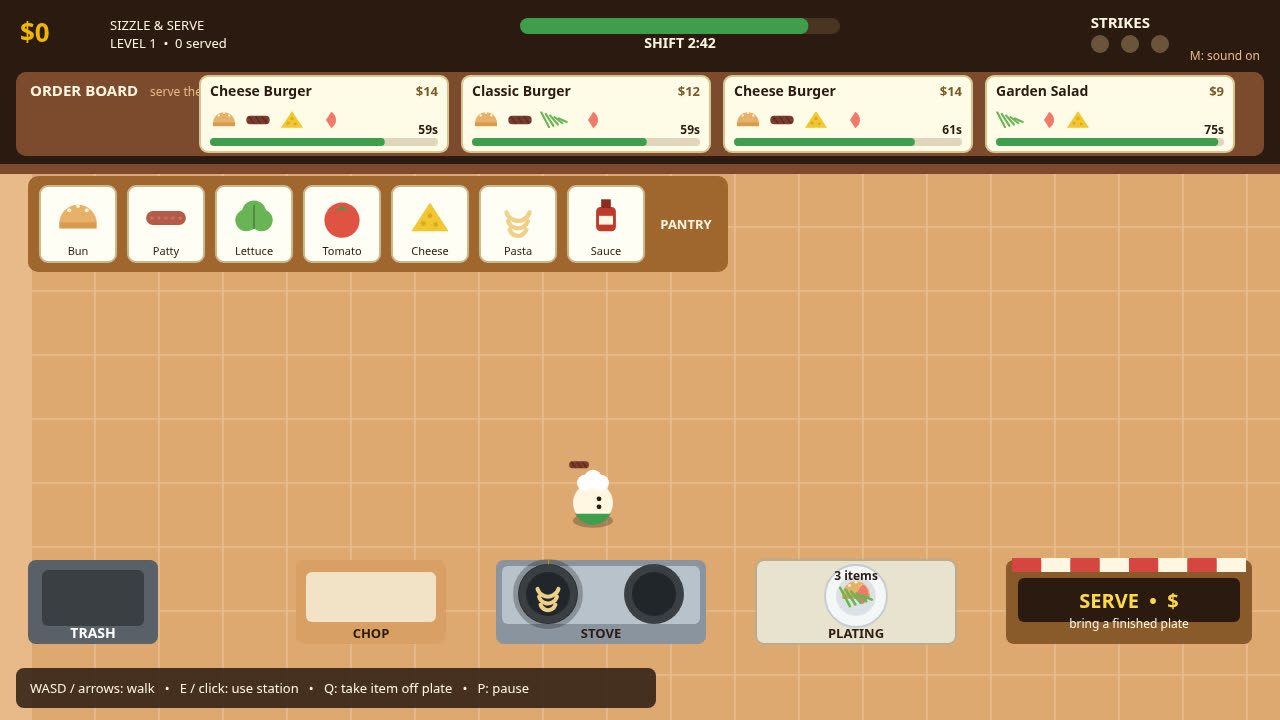 $0
SIZZLE & SERVE
LEVEL 1 • 0 served
SHIFT 2:42
STRIKES
M: sound on
ORDER BOARD serve the
Cheese Burger $14
59s
Classic Burger $12
59s
Cheese Burger $14
61s
Garden Salad $9
75s
Bun
Patty
Lettuce
Tomato
Cheese
Pasta
Sauce
PANTRY
TRASH
CHOP
STOVE
3 items
PLATING
SERVE • $
bring a finished plate
WASD / arrows: walk • E / click: use station • Q: take item off plate • P: pause